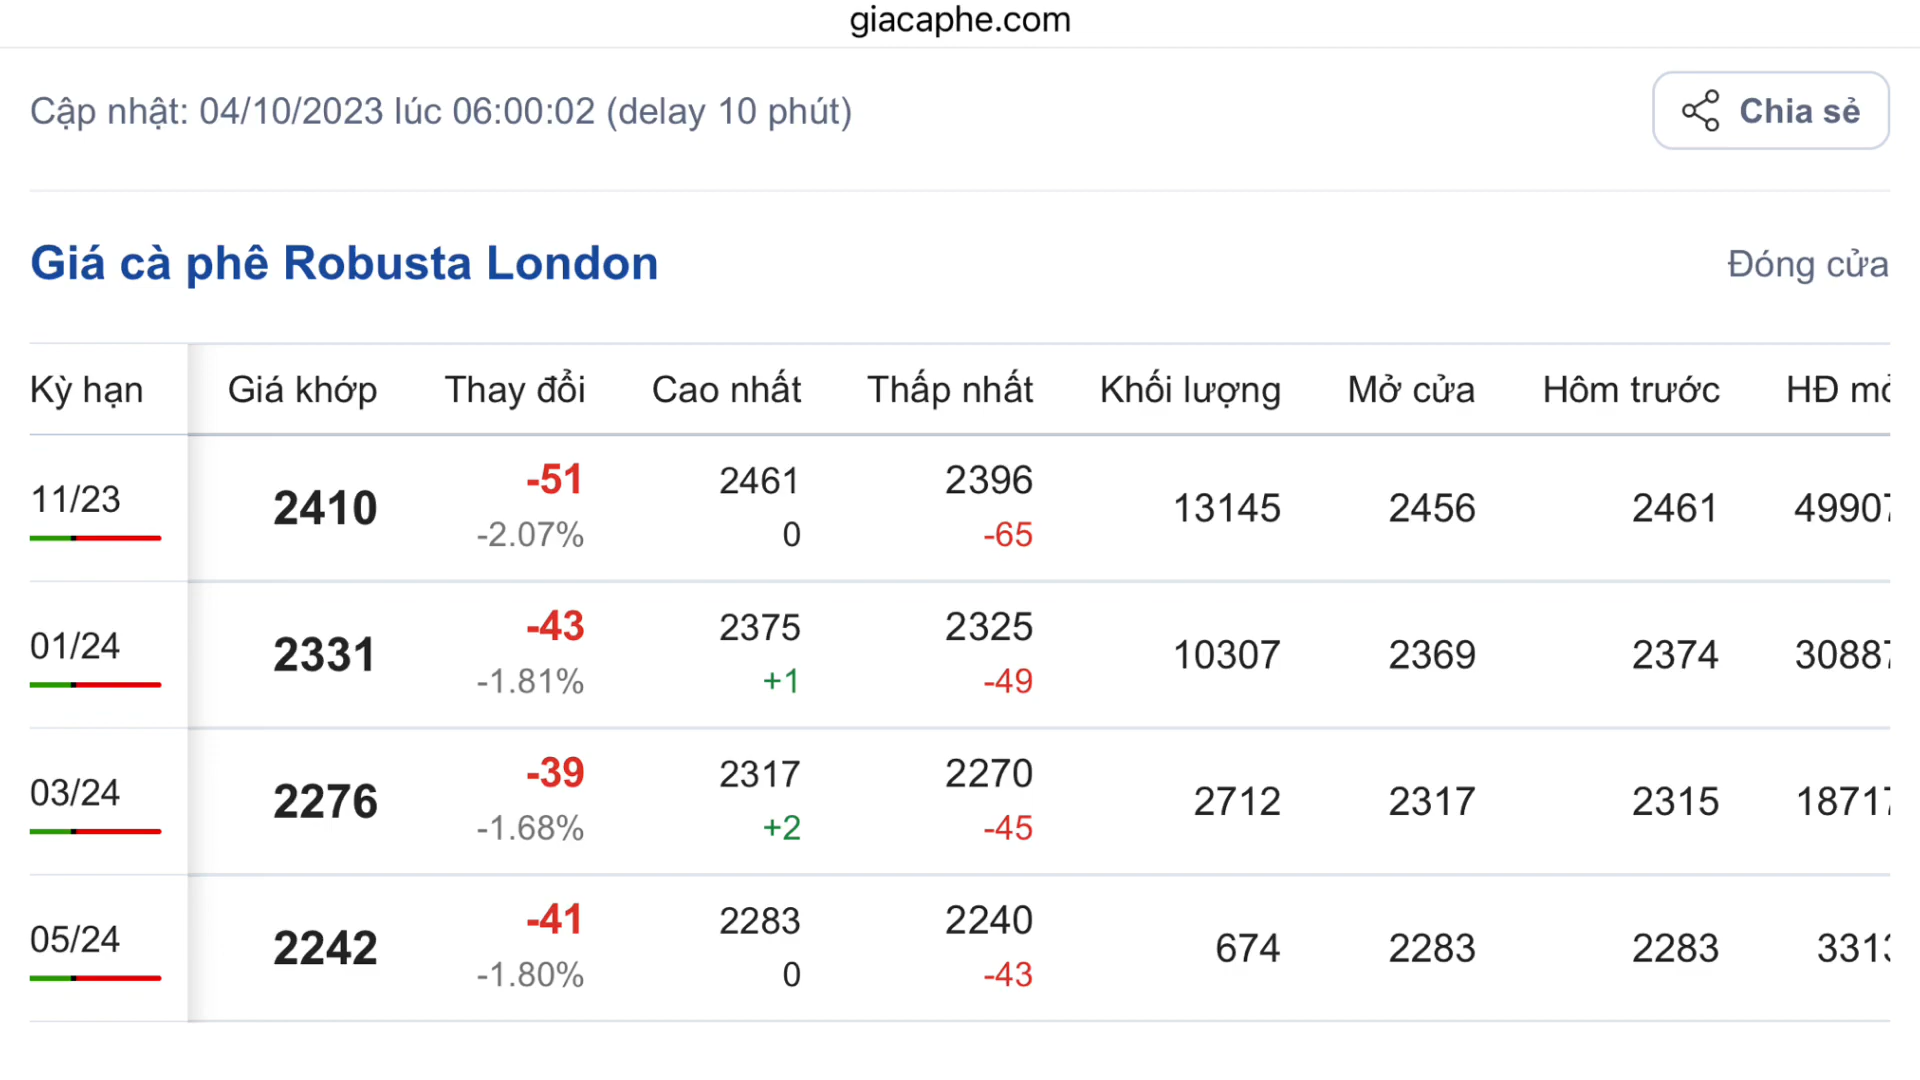 giacaphe.com
Cập nhật: 04/10/2023 lúc 06:00:02 (delay 10 phút)
Chia sẻ
Giá cà phê Robusta London
Đóng cửa
Kỳ hạn Giá khớp Thay đổi Cao nhất Thấp nhất Khối lượng Mở cửa Hôm trước HĐ
11/23 2410 -51 2461 2396 13145 2456 2461 49907
-2.07% 0 -65
01/24 2331 -43 2375 2325 10307 2369 2374 30887
-1.81% +1 -49
03/24 2276 -39 2317 2270 2712 2317 2315 18717
-1.68% +2 -45
05/24 2242 -41 2283 2240 674 2283 2283
-1.80% 0 -43